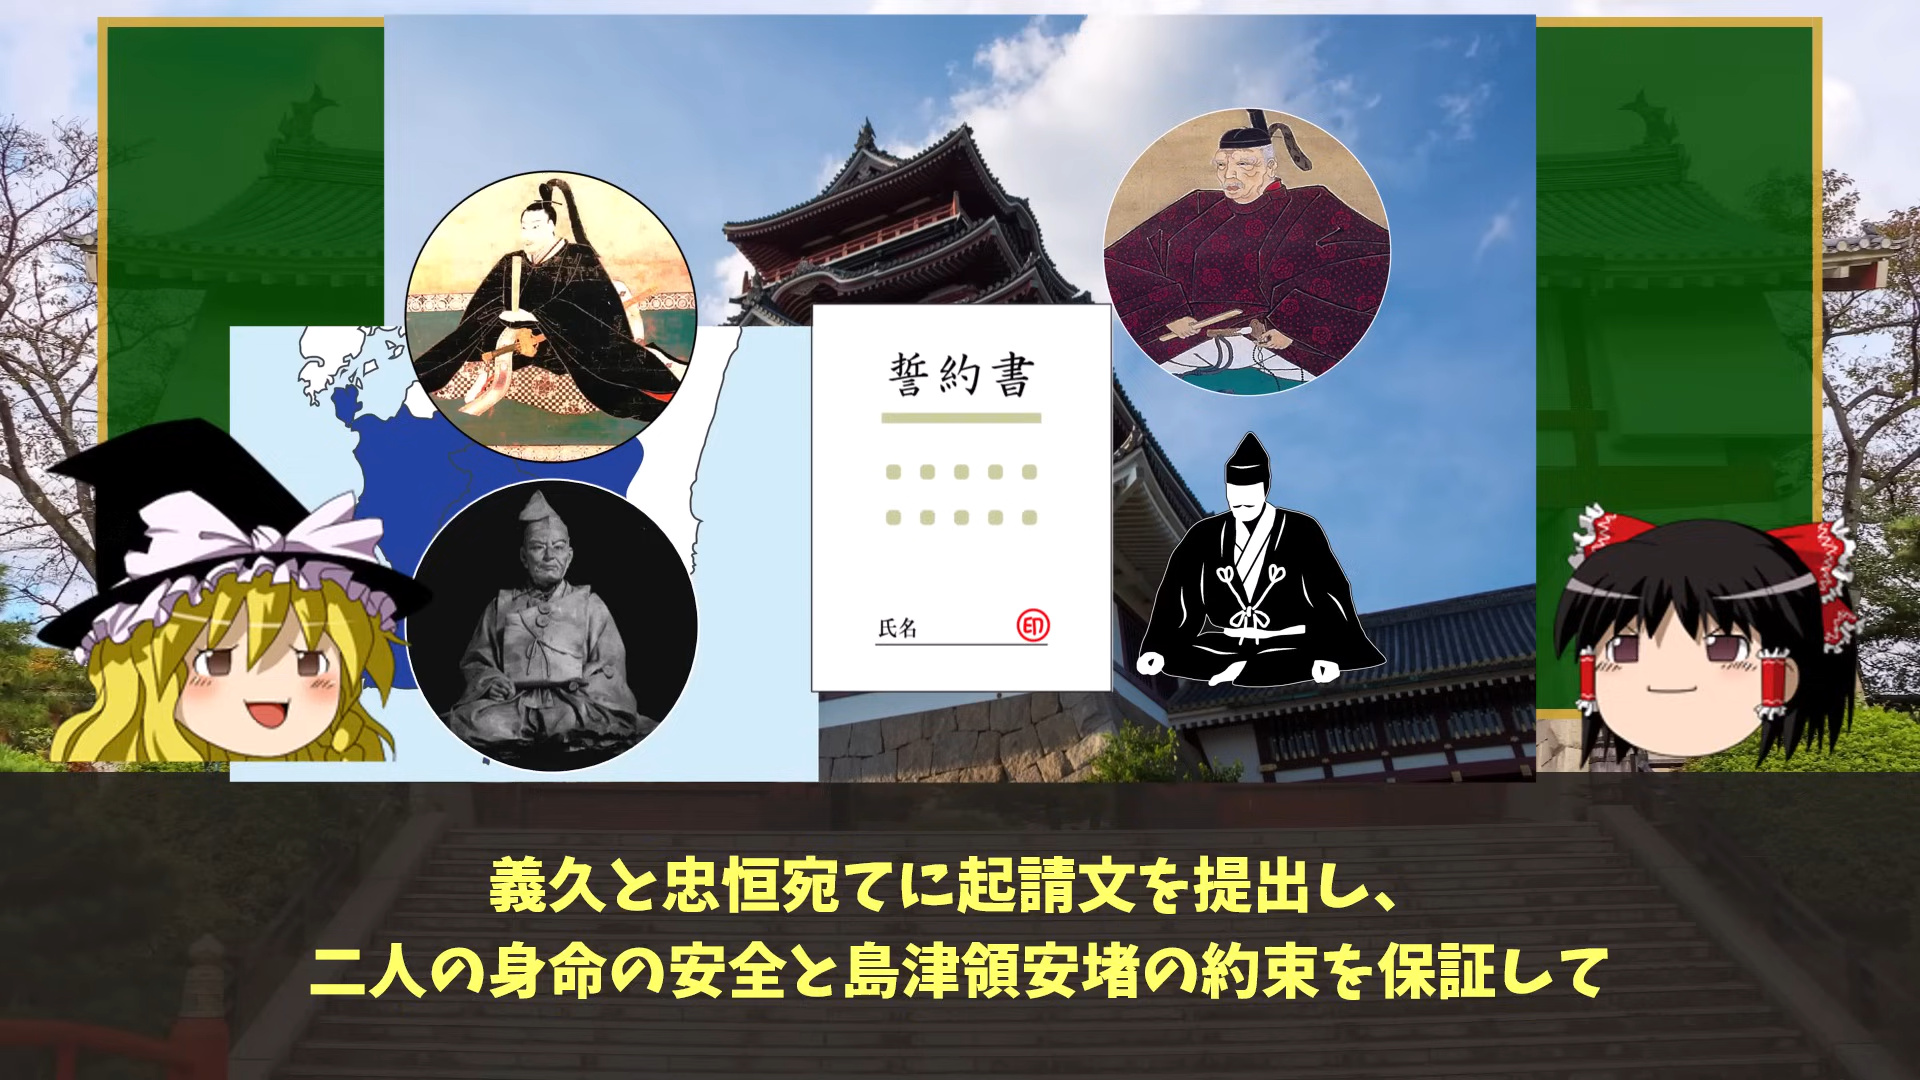 誓約書
氏名 印
義久と忠恒宛てに起請文を提出し、
二人の身命の安全と島津領安堵の約束を保証して